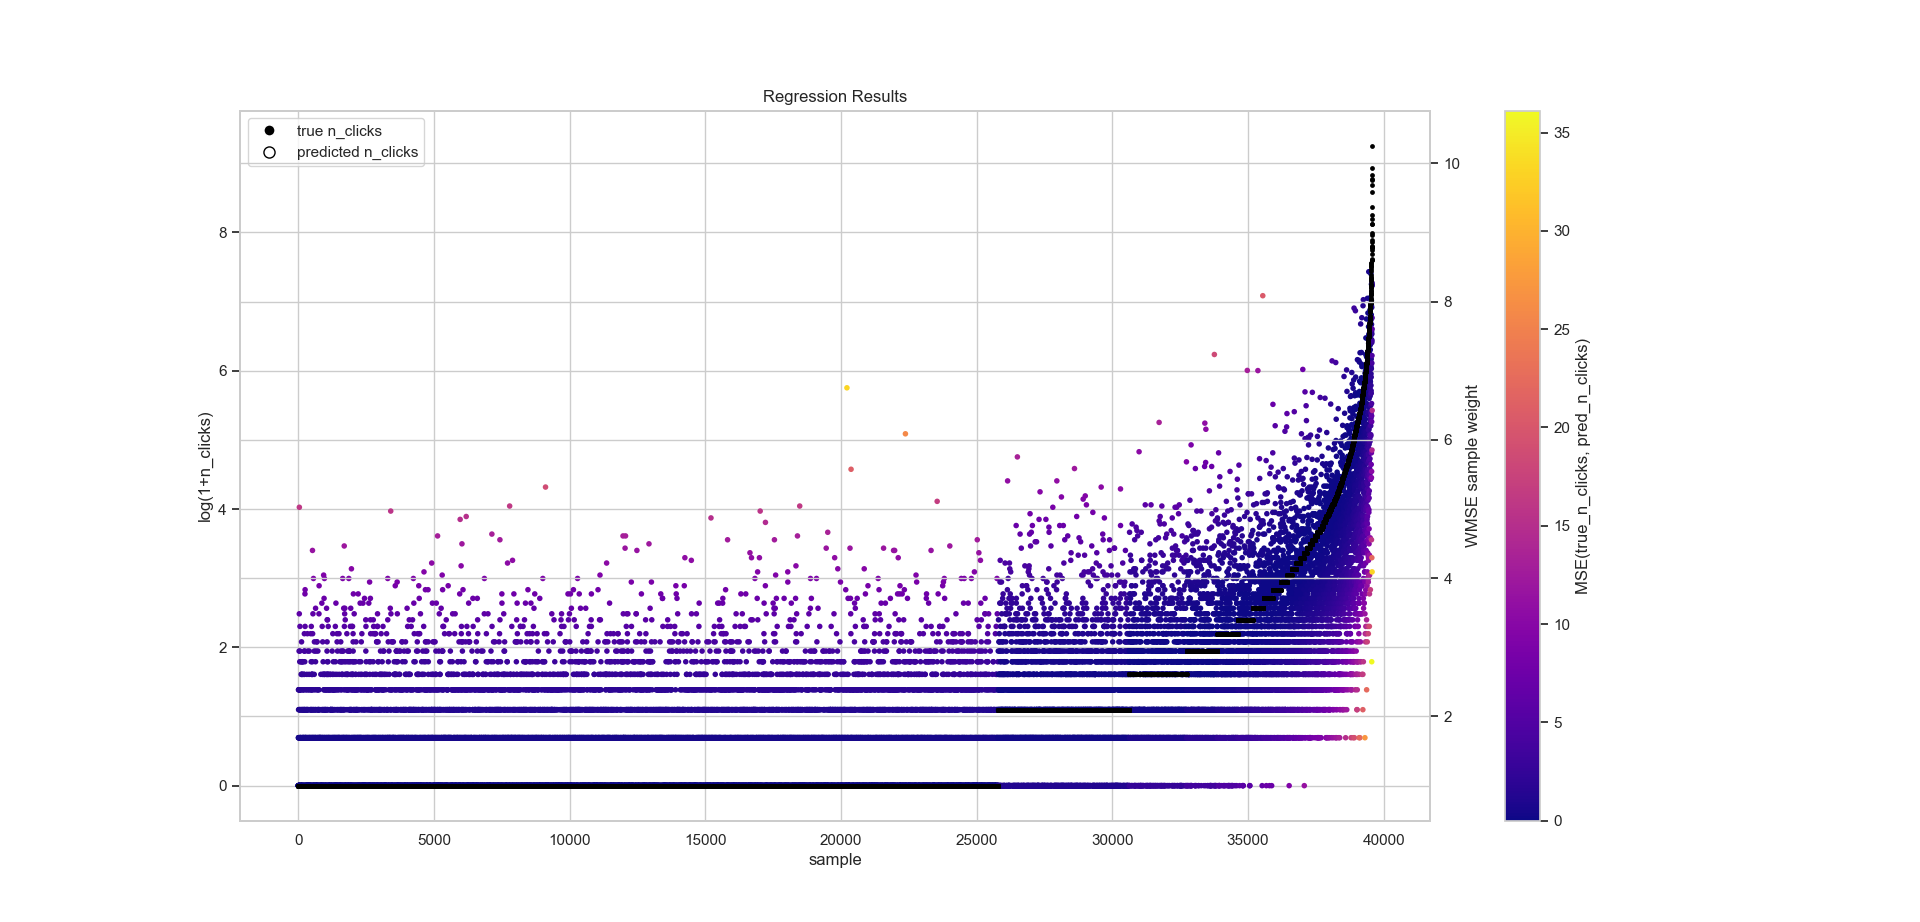 Regression Results
true n_clicks
predicted n_clicks
log(1+n_clicks)
8
6
4
2
0
0 5000 10000 15000 20000 25000 30000 35000 40000
sample
10
8
6
4
2
WMSE sample weight
35
30
25
20
15
10
5
0
MSE(true_n_clicks, pred_n_clicks)